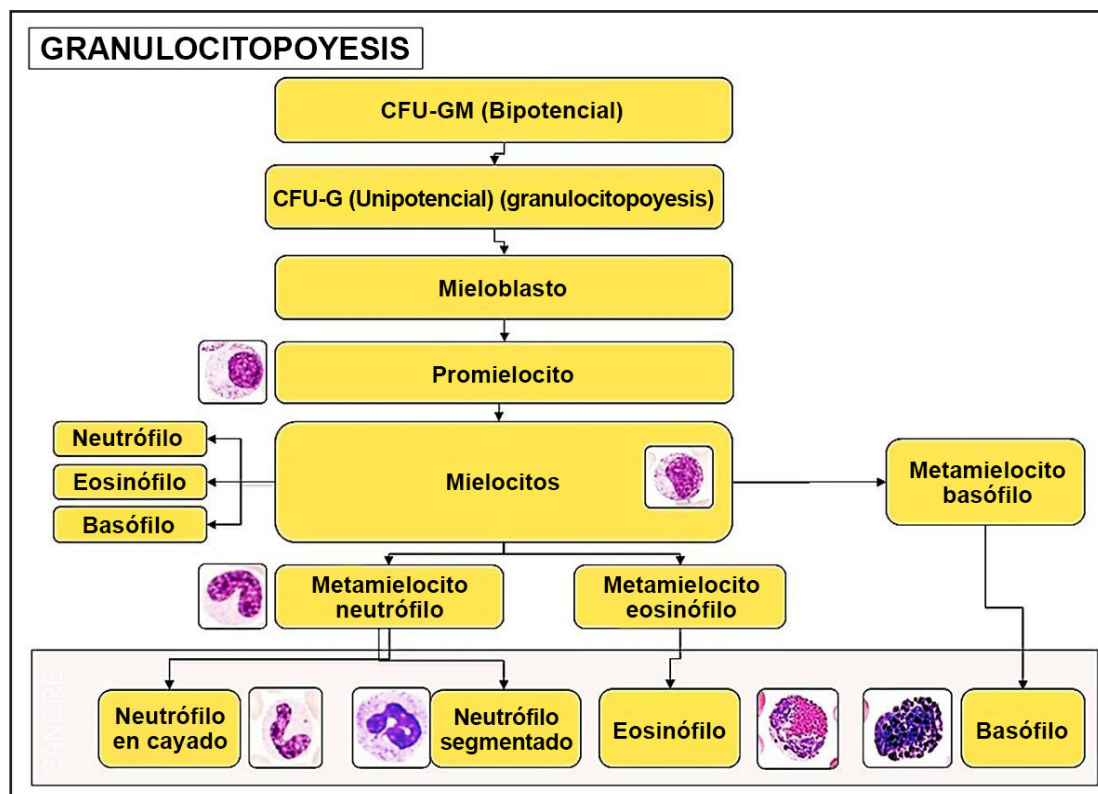 GRANULOCITOPOYESIS
CFU-GM (Bipotencial)
CFU-G (Unipotencial) (granulocitopoyesis)
Mieloblasto
Promielocito
Neutrófilo
Eosinófilo
Basófilo
Mielocitos
Metamielocito
basófilo
Metamielocito
neutrófilo
Metamielocito
eosinófilo
SANGRE
Neutrófilo
en cayado
Neutrófilo
segmentado
Eosinófilo
Basófilo